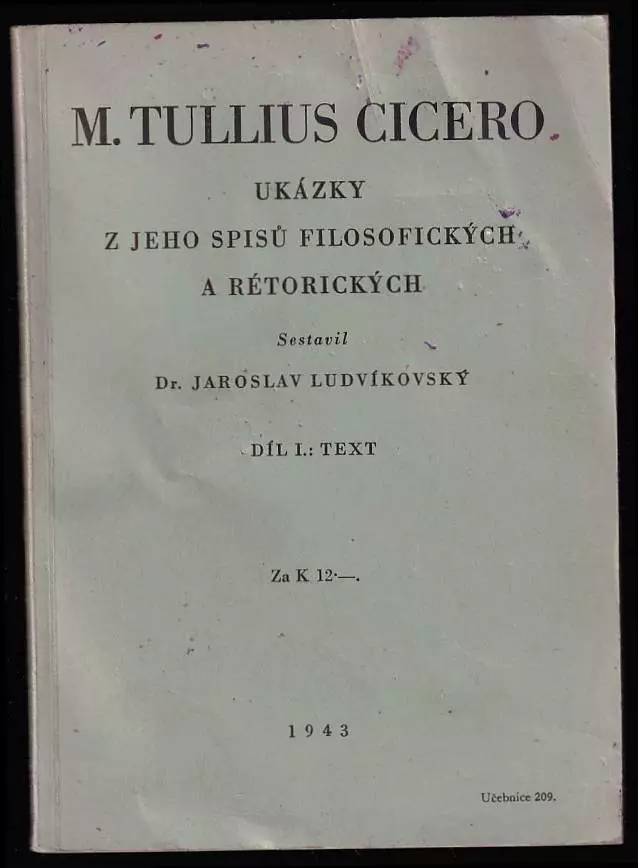 M. TULLIUS CICERO
UKÁZKY
Z JEHO SPISŮ FILOSOFICKÝCH
A RÉTORICKÝCH
Sestavil
Dr. JAROSLAV LUDVÍKOVSKÝ
DÍL I.: TEXT
Za K 12·—.
1943
Učebnice 209.